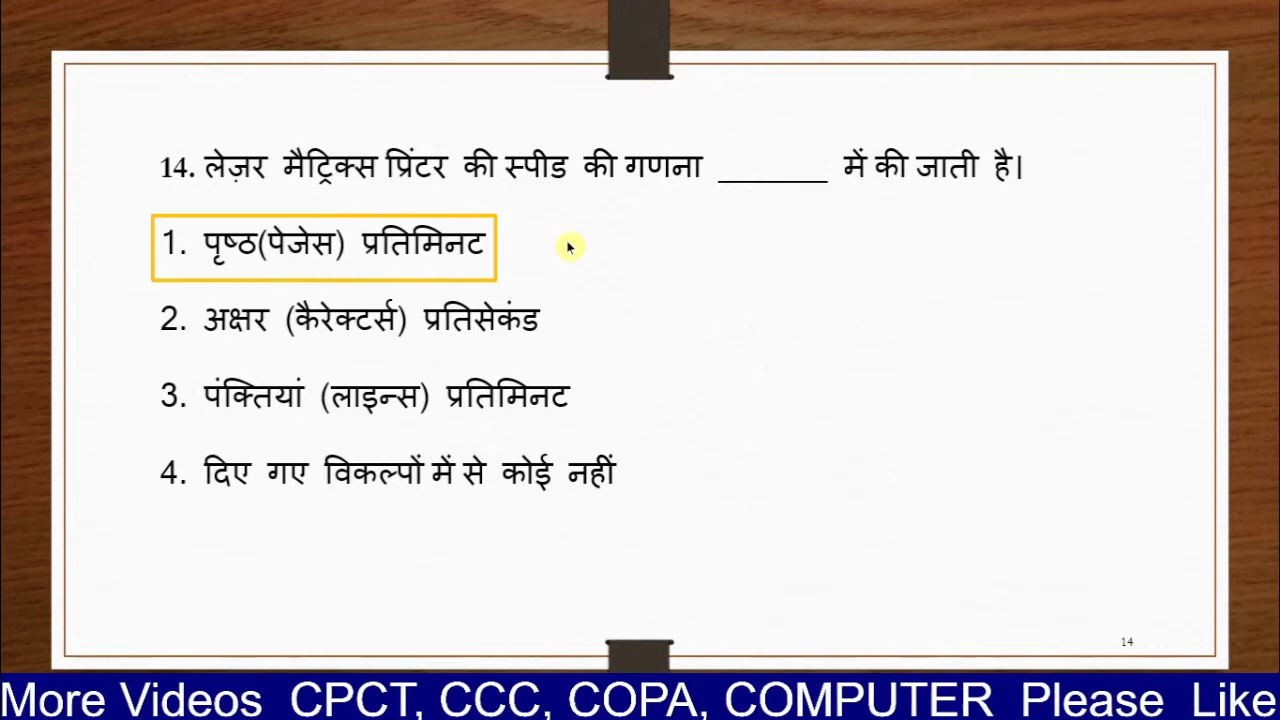 14. लेज़र मैट्रिक्स प्रिंटर की स्पीड की गणना _______ में की जाती है।
1. पृष्ठ(पेजेस) प्रतिमिनट
2. अक्षर (कैरेक्टर्स) प्रतिसेकंड
3. पंक्तियां (लाइन्स) प्रतिमिनट
4. दिए गए विकल्पों में से कोई नहीं
14
More Videos CPCT, CCC, COPA, COMPUTER Please Like